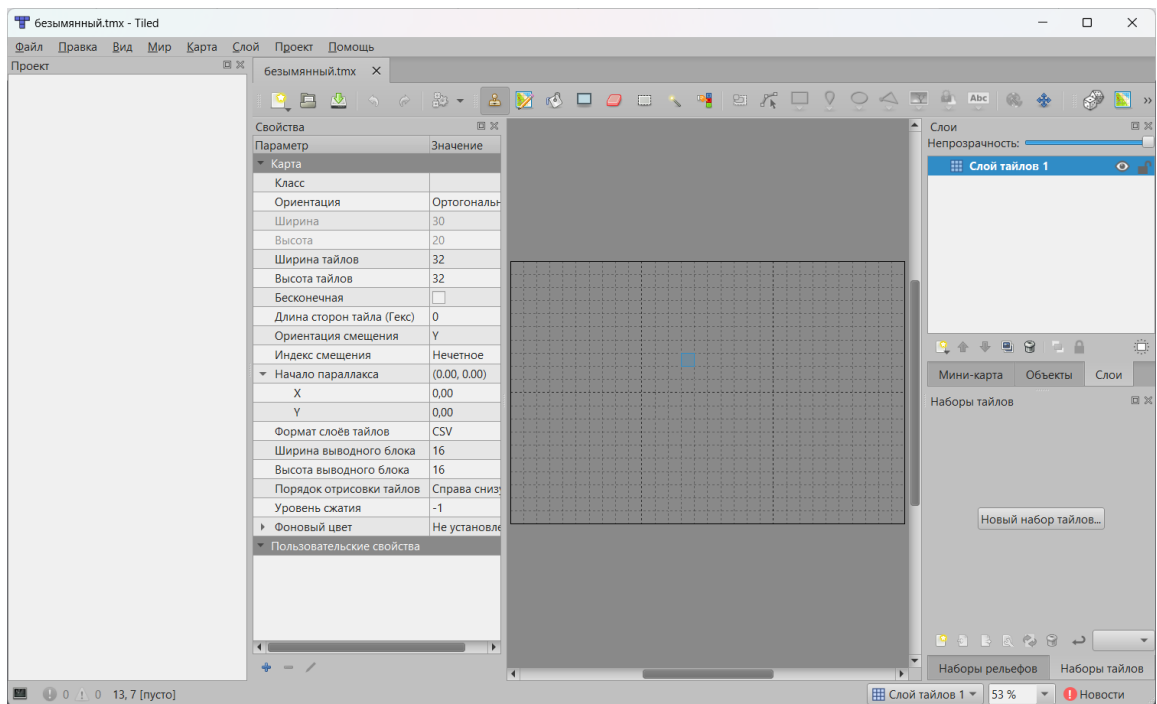 безымянный.tmx - Tiled
Файл Правка Вид Мир Карта Слой Проект Помощь
Проект
безымянный.tmx
Abc
»
Свойства
Параметр Значение
Карта
Класс
Ориентация Ортогональн
Ширина 30
Высота 20
Ширина тайлов 32
Высота тайлов 32
Бесконечная
Длина сторон тайла (Гекс) 0
Ориентация смещения Y
Индекс смещения Нечетное
Начало параллакса (0.00, 0.00)
X 0,00
Y 0,00
Формат слоёв тайлов CSV
Ширина выводного блока 16
Высота выводного блока 16
Порядок отрисовки тайлов Справа снизу
Уровень сжатия -1
Фоновый цвет Не установле
Пользовательские свойства
Слои
Непрозрачность:
Слой тайлов 1
Мини-карта Объекты Слои
Наборы тайлов
Новый набор тайлов...
Наборы рельефов Наборы тайлов
0 0 13, 7 [пусто]
Слой тайлов 1 53 % Новости